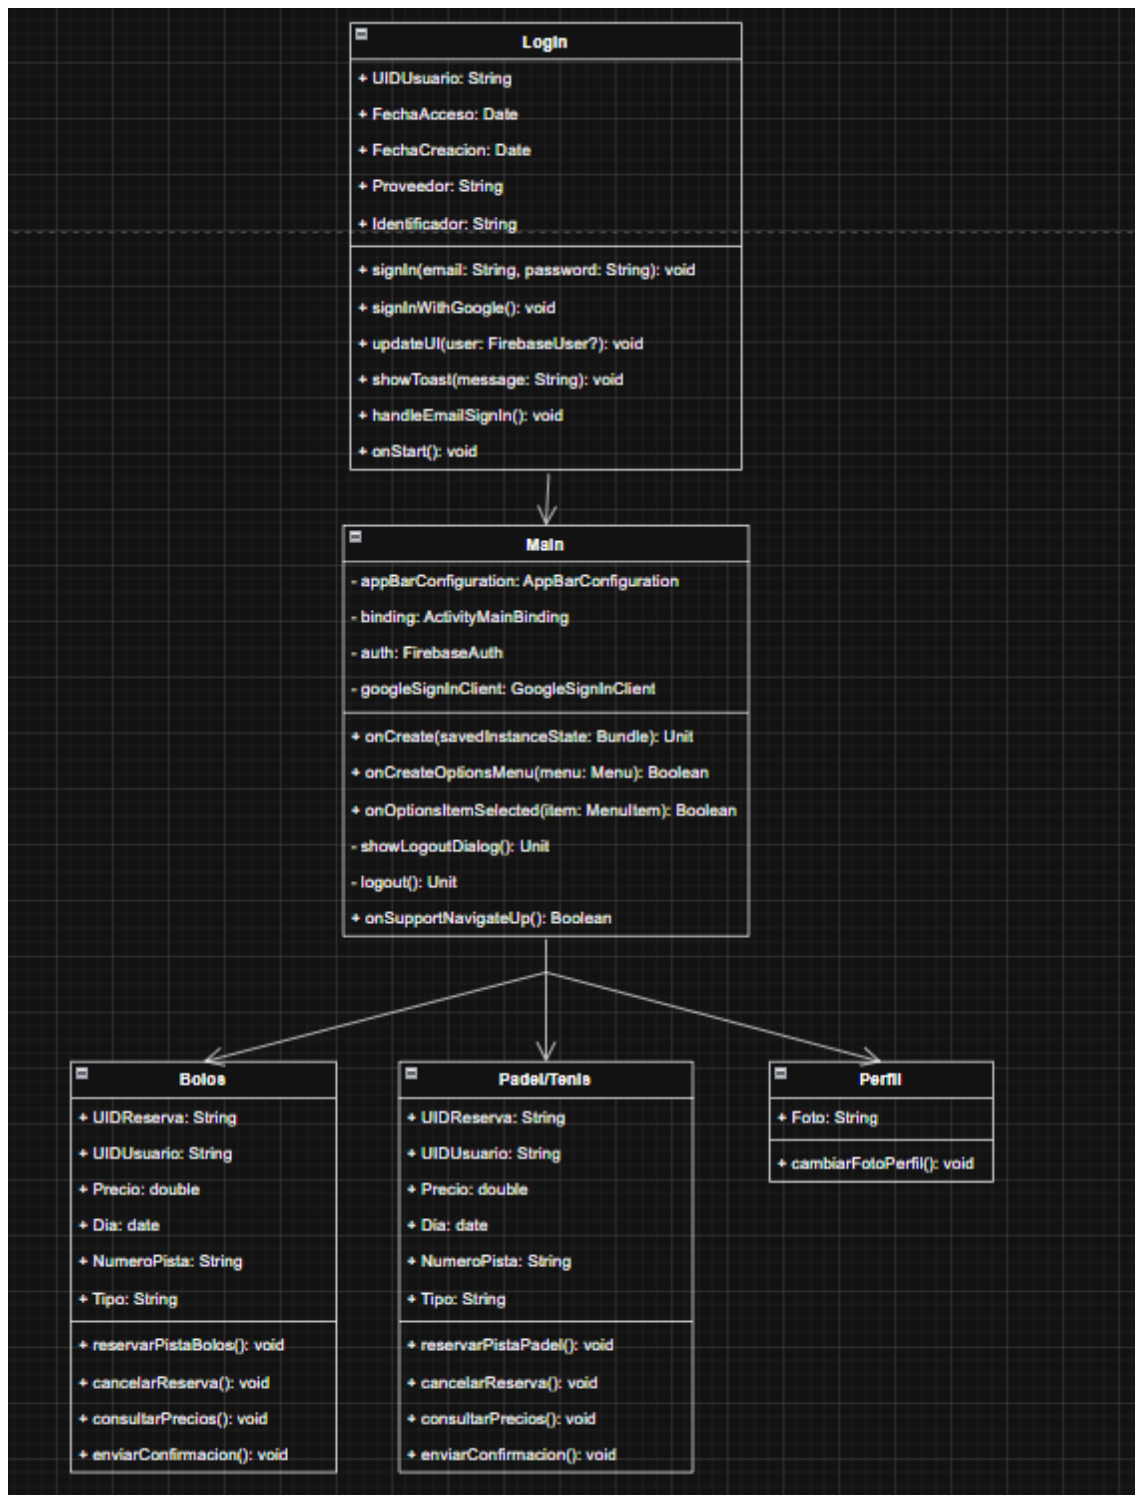 LogIn
+ UIDUsuario: String
+ FechaAcceso: Date
+ FechaCreacion: Date
+ Proveedor: String
+ Identificador: String
+ signIn(email: String, password: String): void
+ signInWithGoogle(): void
+ updateUI(user: FirebaseUser?): void
+ showToast(message: String): void
+ handleEmailSignIn(): void
+ onStart(): void
Main
- appBarConfiguration: AppBarConfiguration
- binding: ActivityMainBinding
- auth: FirebaseAuth
- googleSignInClient: GoogleSignInClient
+ onCreate(savedInstanceState: Bundle): Unit
+ onCreateOptionsMenu(menu: Menu): Boolean
+ onOptionsItemSelected(item: MenuItem): Boolean
- showLogoutDialog(): Unit
- logout(): Unit
+ onSupportNavigateUp(): Boolean
Bolos
+ UIDReserva: String
+ UIDUsuario: String
+ Precio: double
+ Dia: date
+ NumeroPista: String
+ Tipo: String
+ reservarPistaBolos(): void
+ cancelarReserva(): void
+ consultarPrecios(): void
+ enviarConfirmacion(): void
Padel/Tenis
+ UIDReserva: String
+ UIDUsuario: String
+ Precio: double
+ Dia: date
+ NumeroPista: String
+ Tipo: String
+ reservarPistaPadel(): void
+ cancelarReserva(): void
+ consultarPrecios(): void
+ enviarConfirmacion(): void
Perfil
+ Foto: String
+ cambiarFotoPerfil(): void